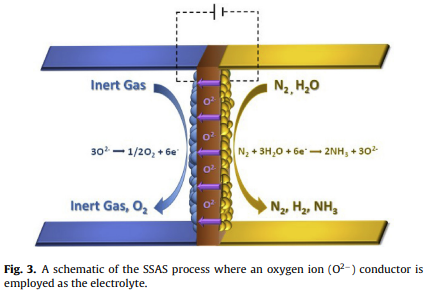 Inert Gas
N₂, H₂O
O²⁻
O²⁻
3O²⁻ → 1/2O₂ + 6e⁻
N₂ + 3H₂O + 6e⁻ → 2NH₃ + 3O²⁻
O²⁻
Inert Gas, O₂
O²⁻
N₂, H₂, NH₃
Fig. 3. A schematic of the SSAS process where an oxygen ion (O²⁻) conductor is
employed as the electrolyte.